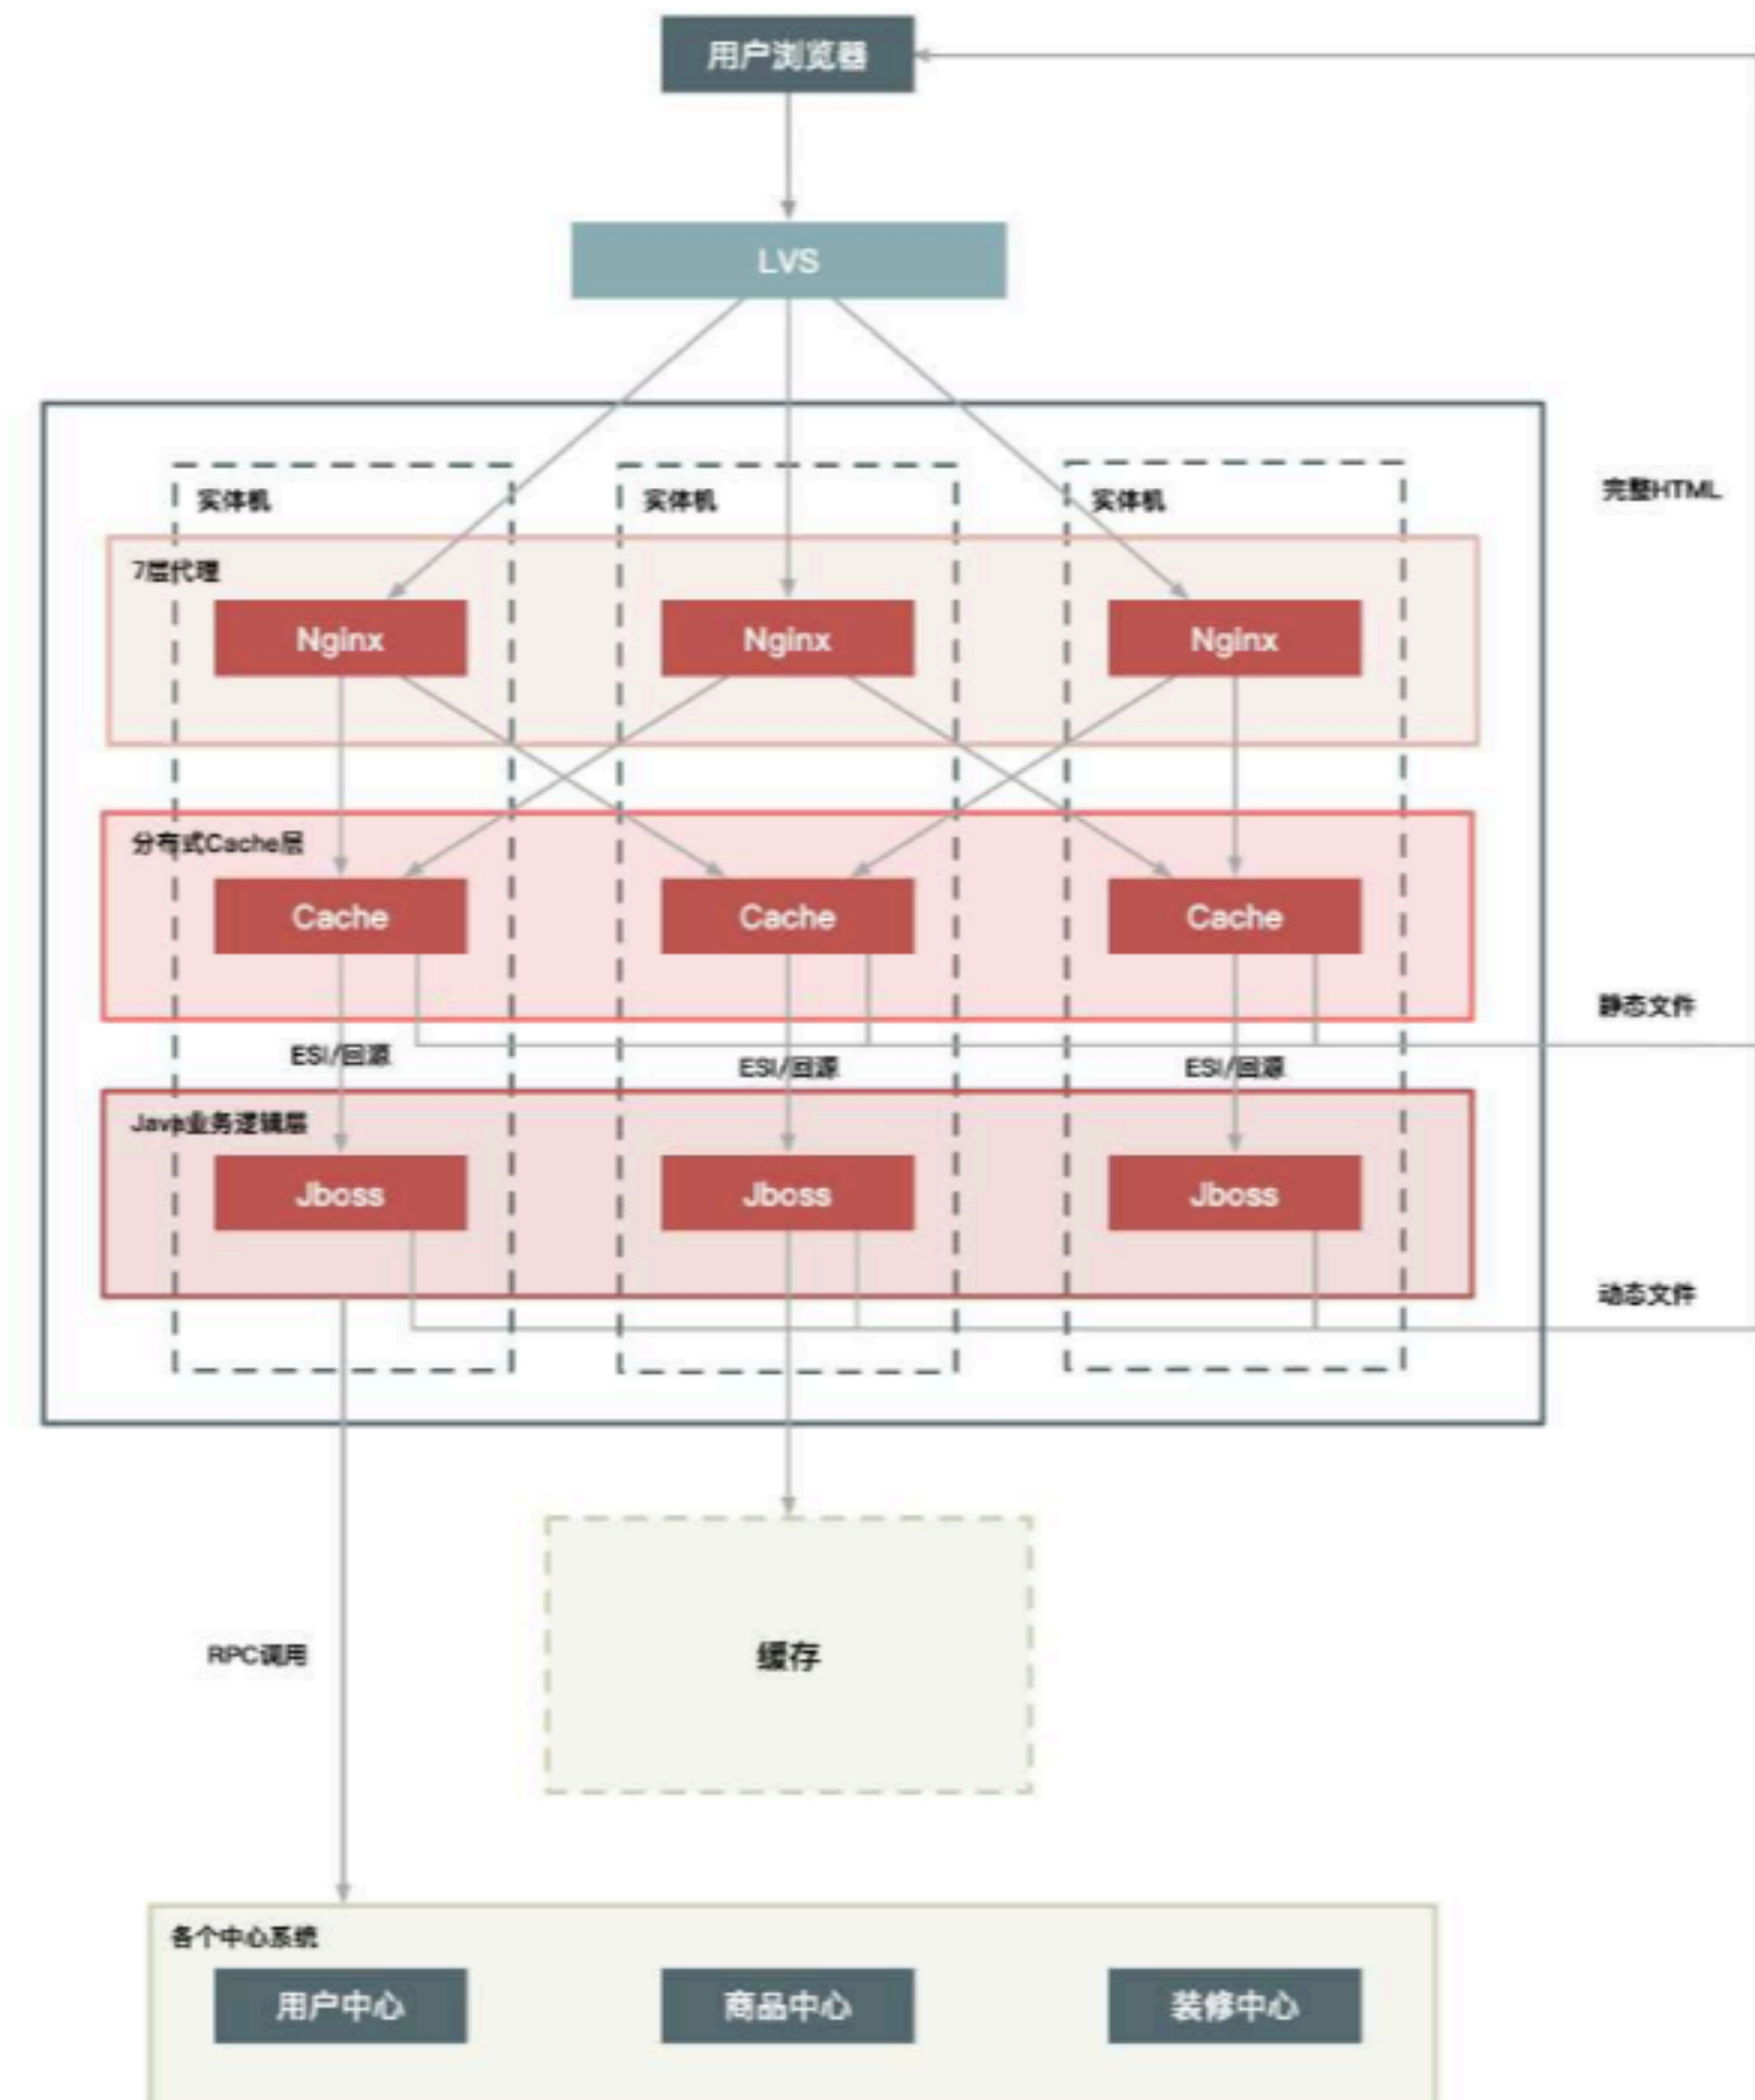 用户浏览器
LVS
完整HTML
实体机
实体机
实体机
7层代理
Nginx
Nginx
Nginx
分布式Cache层
Cache
Cache
Cache
静态文件
ESI/回源
ESI/回源
ESI/回源
Java业务逻辑层
Jboss
Jboss
Jboss
动态文件
RPC调用
缓存
各个中心系统
用户中心
商品中心
装修中心